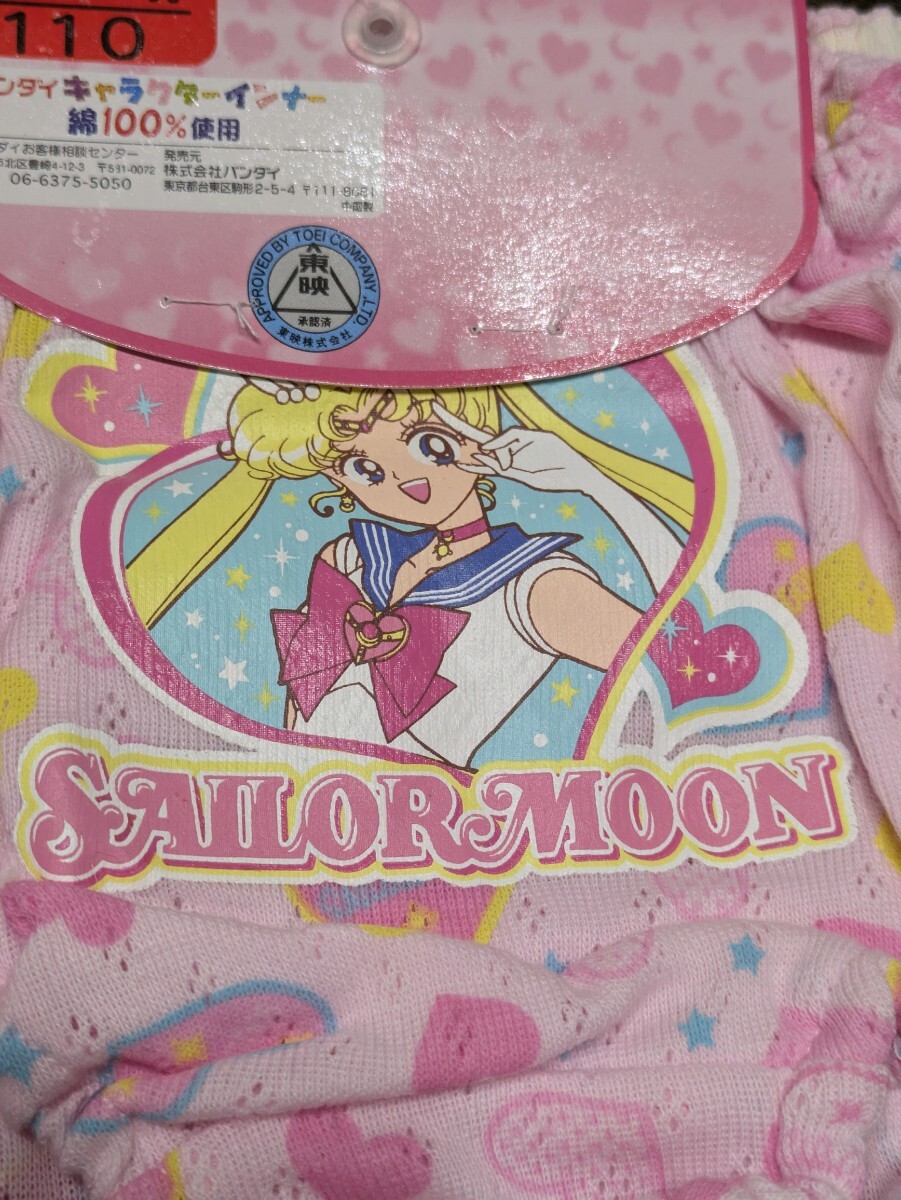 110
ンダイキャラクターインナー
綿100%使用
ダイお客様相談センター
北区豊崎4-12-3 〒531-0072
06-6375-5050
発売元
株式会社バンダイ
東京都台東区駒形2-5-4 〒111-8081
中国製
APPROVED BY TOEI COMPANY, LTD.
東映
承認済
東映株式会社
SAILOR MOON